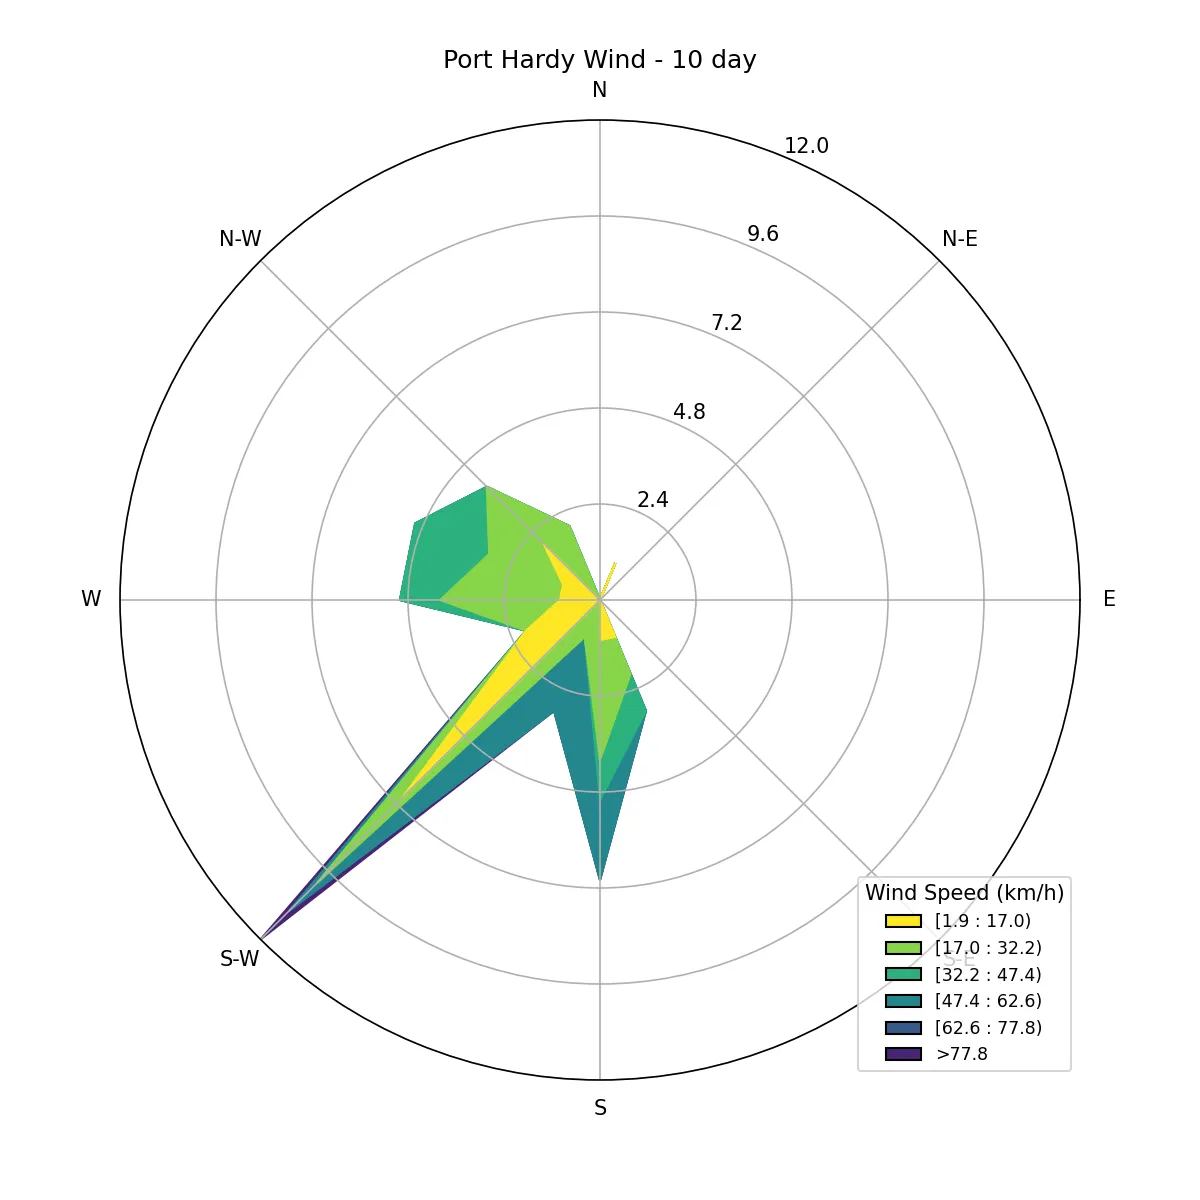 Port Hardy Wind - 10 day
N
12.0
N-W
9.6
N-E
7.2
4.8
2.4
W
E
S-W
S-E
S
Wind Speed (km/h)
[1.9 : 17.0)
[17.0 : 32.2)
[32.2 : 47.4)
[47.4 : 62.6)
[62.6 : 77.8)
>77.8